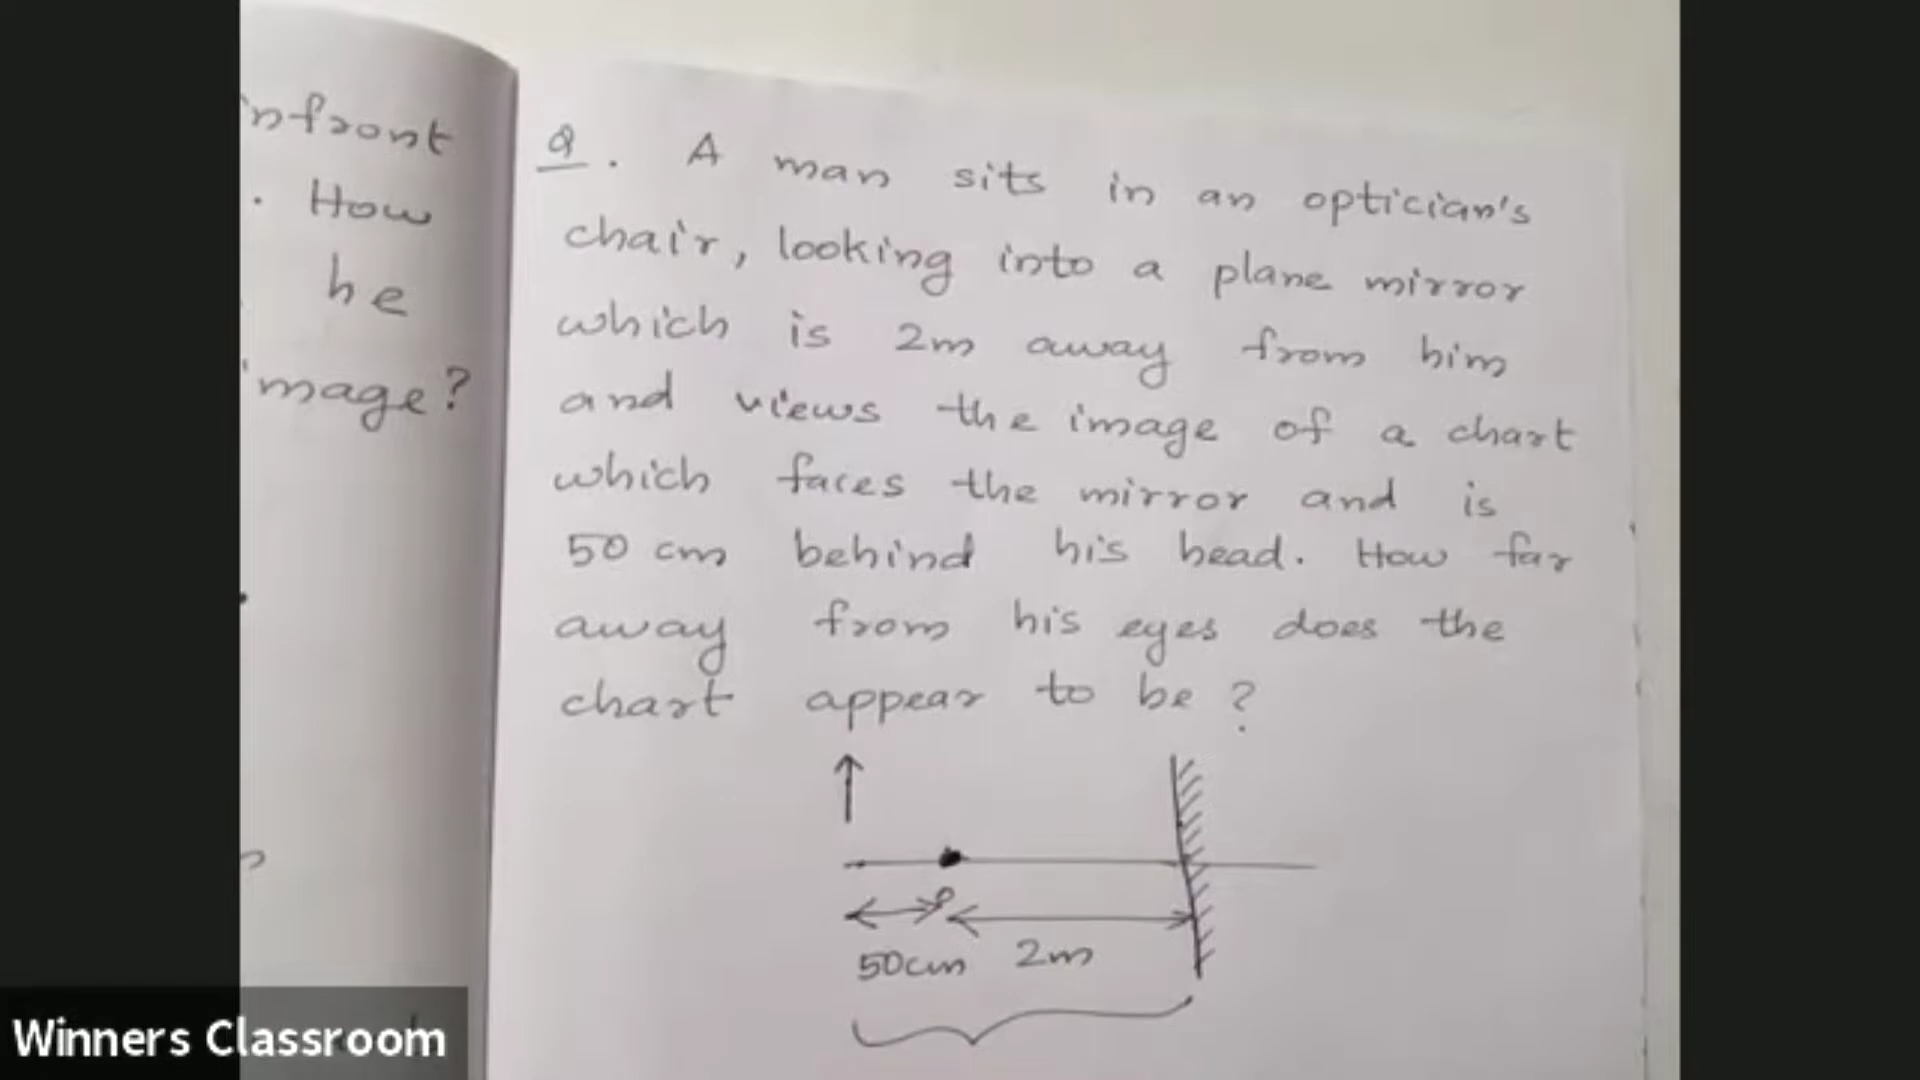 nfront
. How
he
mage?
Q. A man sits in an optician's
chair, looking into a plane mirror
which is 2m away from him
and views the image of a chart
which faces the mirror and is
50 cm behind his head. How far
away from his eyes does the
chart appear to be?
50cm 2m
Winners Classroom